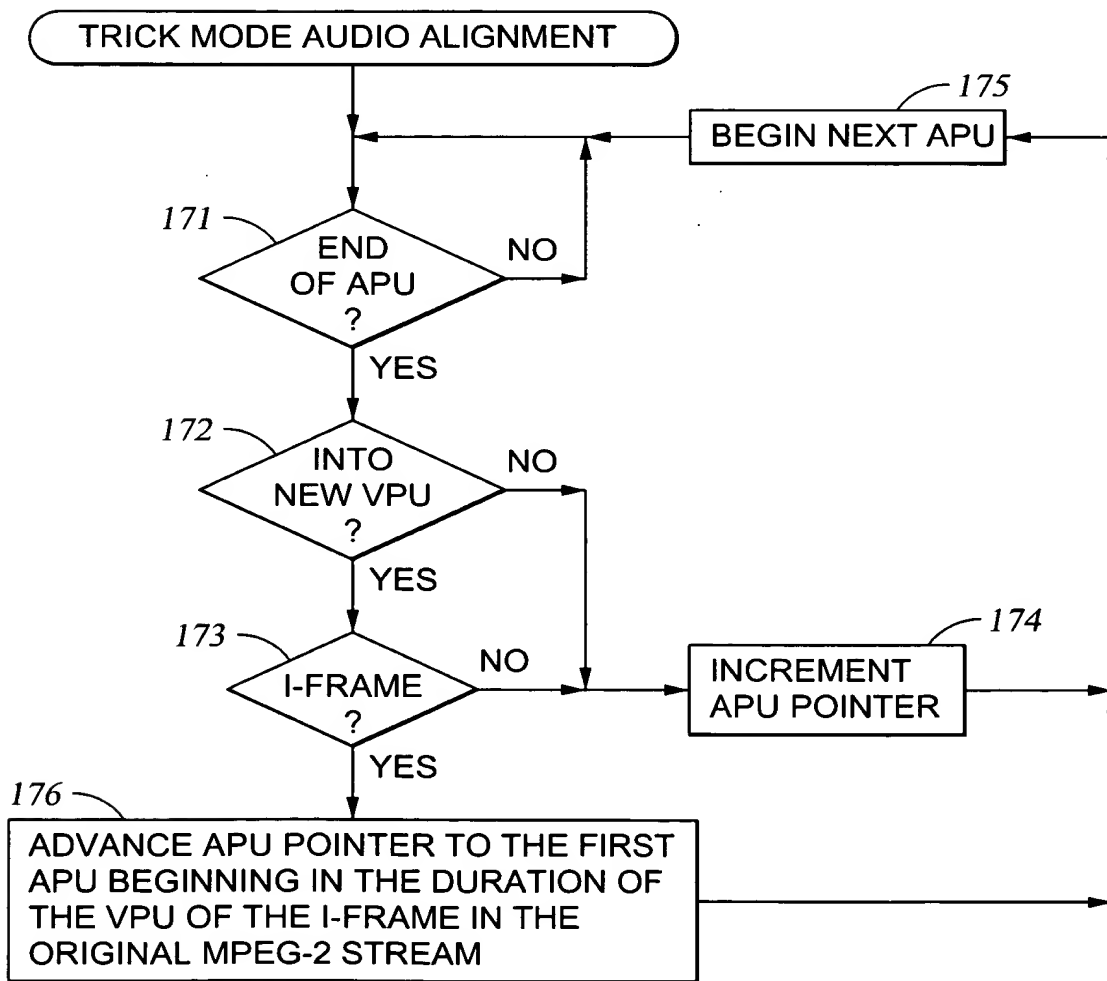 TRICK MODE AUDIO ALIGNMENT
175
BEGIN NEXT APU
171
END
OF APU
?
NO
YES
172
INTO
NEW VPU
?
NO
YES
173
I-FRAME
?
NO
174
INCREMENT
APU POINTER
YES
176
ADVANCE APU POINTER TO THE FIRST
APU BEGINNING IN THE DURATION OF
THE VPU OF THE I-FRAME IN THE
ORIGINAL MPEG-2 STREAM